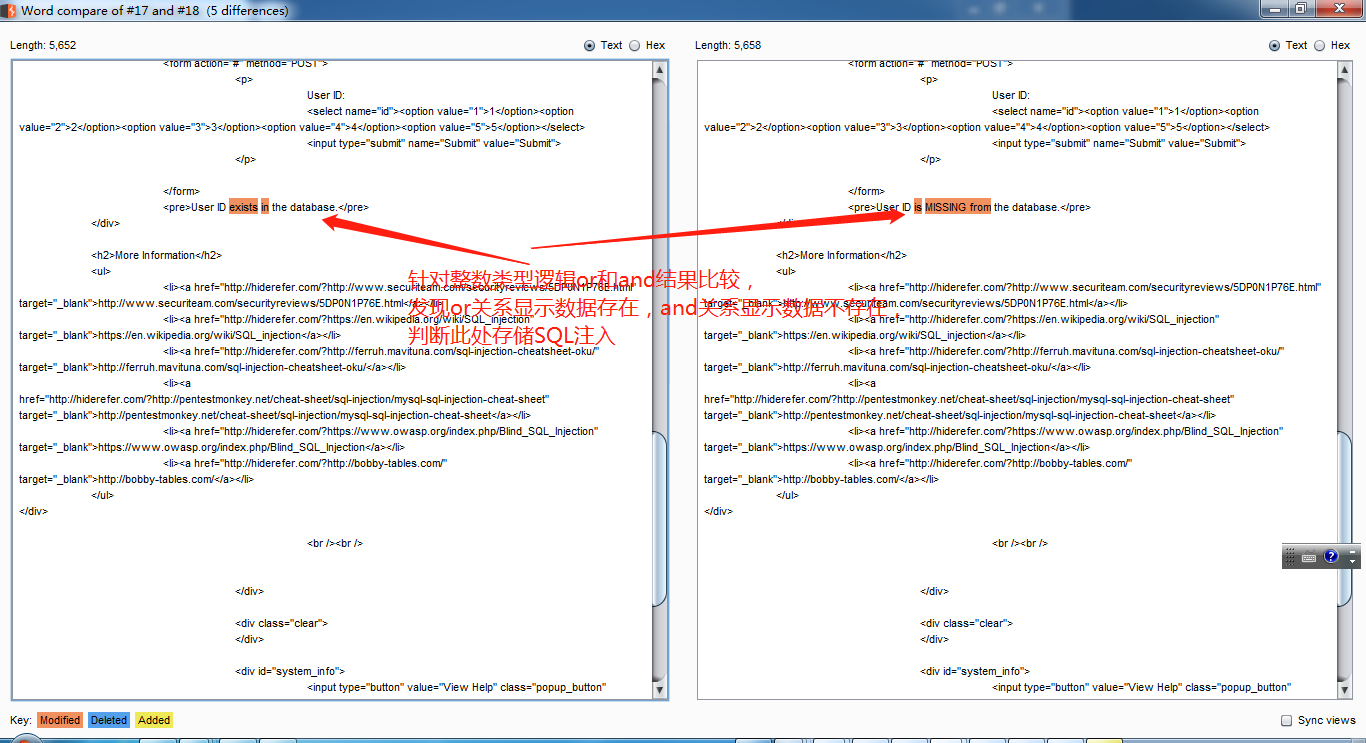 Word compare of #17 and #18 (5 differences)
Length: 5,652
Text
Hex
<form action="#" method="POST">
<p>
User ID:
<select name="id"><option value="1">1</option><option
value="2">2</option><option value="3">3</option><option value="4">4</option><option value="5">5</option></select>
<input type="submit" name="Submit" value="Submit">
</p>
</form>
<pre>User ID exists in the database.</pre>
</div>
<h2>More Information</h2>
<ul>
<li><a href="http://hiderefer.com/?http://www.securiteam.com/securityreviews/5DP0N1P76E.html"
target="_blank">http://www.securiteam.com/securityreviews/5DP0N1P76E.html</a></li>
<li><a href="http://hiderefer.com/?https://en.wikipedia.org/wiki/SQL_injection"
target="_blank">https://en.wikipedia.org/wiki/SQL_injection</a></li>
<li><a href="http://hiderefer.com/?http://ferruh.mavituna.com/sql-injection-cheatsheet-oku/"
target="_blank">http://ferruh.mavituna.com/sql-injection-cheatsheet-oku/</a></li>
<li><a
href="http://hiderefer.com/?http://pentestmonkey.net/cheat-sheet/sql-injection/mysql-sql-injection-cheat-sheet"
target="_blank">http://pentestmonkey.net/cheat-sheet/sql-injection/mysql-sql-injection-cheat-sheet</a></li>
<li><a href="http://hiderefer.com/?https://www.owasp.org/index.php/Blind_SQL_Injection"
target="_blank">https://www.owasp.org/index.php/Blind_SQL_Injection</a></li>
<li><a href="http://hiderefer.com/?http://bobby-tables.com/"
target="_blank">http://bobby-tables.com/</a></li>
</ul>
</div>
<br /><br />
</div>
<div class="clear">
</div>
<div id="system_info">
<input type="button" value="View Help" class="popup_button"
Length: 5,658
Text
Hex
<form action="#" method="POST">
<p>
User ID:
<select name="id"><option value="1">1</option><option
value="2">2</option><option value="3">3</option><option value="4">4</option><option value="5">5</option></select>
<input type="submit" name="Submit" value="Submit">
</p>
</form>
<pre>User ID is MISSING from the database.</pre>
</div>
<h2>More Information</h2>
<ul>
<li><a href="http://hiderefer.com/?http://www.securiteam.com/securityreviews/5DP0N1P76E.html"
target="_blank">http://www.securiteam.com/securityreviews/5DP0N1P76E.html</a></li>
<li><a href="http://hiderefer.com/?https://en.wikipedia.org/wiki/SQL_injection"
target="_blank">https://en.wikipedia.org/wiki/SQL_injection</a></li>
<li><a href="http://hiderefer.com/?http://ferruh.mavituna.com/sql-injection-cheatsheet-oku/"
target="_blank">http://ferruh.mavituna.com/sql-injection-cheatsheet-oku/</a></li>
<li><a
href="http://hiderefer.com/?http://pentestmonkey.net/cheat-sheet/sql-injection/mysql-sql-injection-cheat-sheet"
target="_blank">http://pentestmonkey.net/cheat-sheet/sql-injection/mysql-sql-injection-cheat-sheet</a></li>
<li><a href="http://hiderefer.com/?https://www.owasp.org/index.php/Blind_SQL_Injection"
target="_blank">https://www.owasp.org/index.php/Blind_SQL_Injection</a></li>
<li><a href="http://hiderefer.com/?http://bobby-tables.com/"
target="_blank">http://bobby-tables.com/</a></li>
</ul>
</div>
<br /><br />
</div>
<div class="clear">
</div>
<div id="system_info">
<input type="button" value="View Help" class="popup_button"
针对整数类型逻辑or和and结果比较，
发现or关系显示数据存在，and关系显示数据不存在
判断此处存储SQL注入
Key: Modified Deleted Added
Sync views